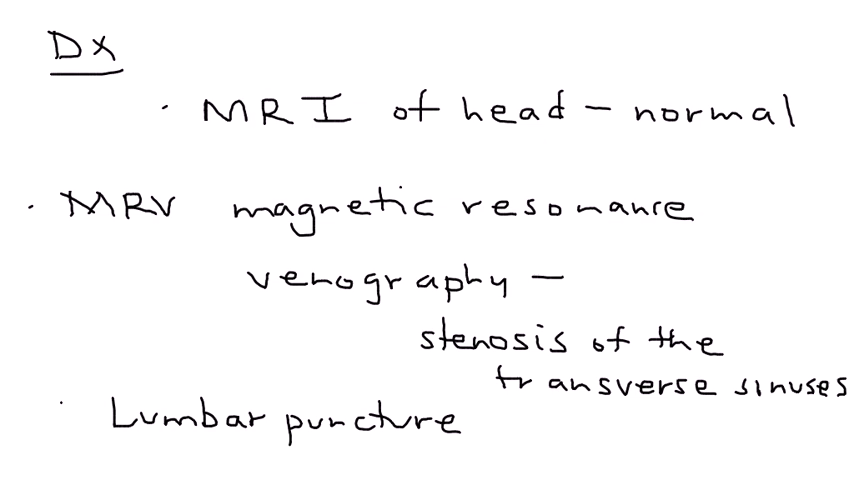 Dx
· MRI of head – normal
· MRV magnetic resonance
venography –
stenosis of the
transverse sinuses
· Lumbar puncture